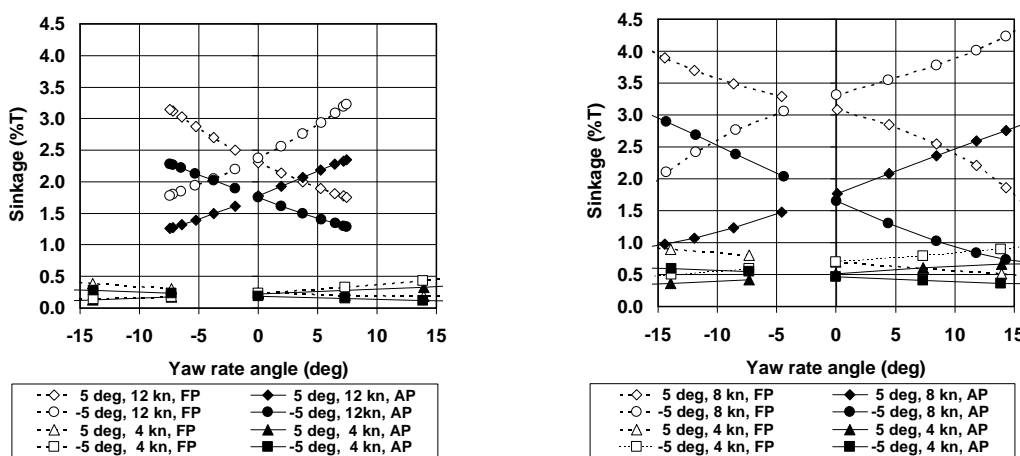 4.5
4.0
3.5
3.0
2.5
2.0
1.5
1.0
0.5
0.0
Sinkage (%T)
-15 -10 -5 0 5 10 15
Yaw rate angle (deg)
5 deg, 12 kn, FP 5 deg, 12 kn, AP
-5 deg, 12 kn, FP -5 deg, 12kn, AP
5 deg, 4 kn, FP 5 deg, 4 kn, AP
-5 deg, 4 kn, FP -5 deg, 4 kn, AP
4.5
4.0
3.5
3.0
2.5
2.0
1.5
1.0
0.5
0.0
Sinkage (%T)
-15 -10 -5 0 5 10 15
Yaw rate angle (deg)
5 deg, 8 kn, FP 5 deg, 8 kn, AP
-5 deg, 8 kn, FP -5 deg, 8 kn, AP
5 deg, 4 kn, FP 5 deg, 4 kn, AP
-5 deg, 4 kn, FP -5 deg, 4 kn, AP